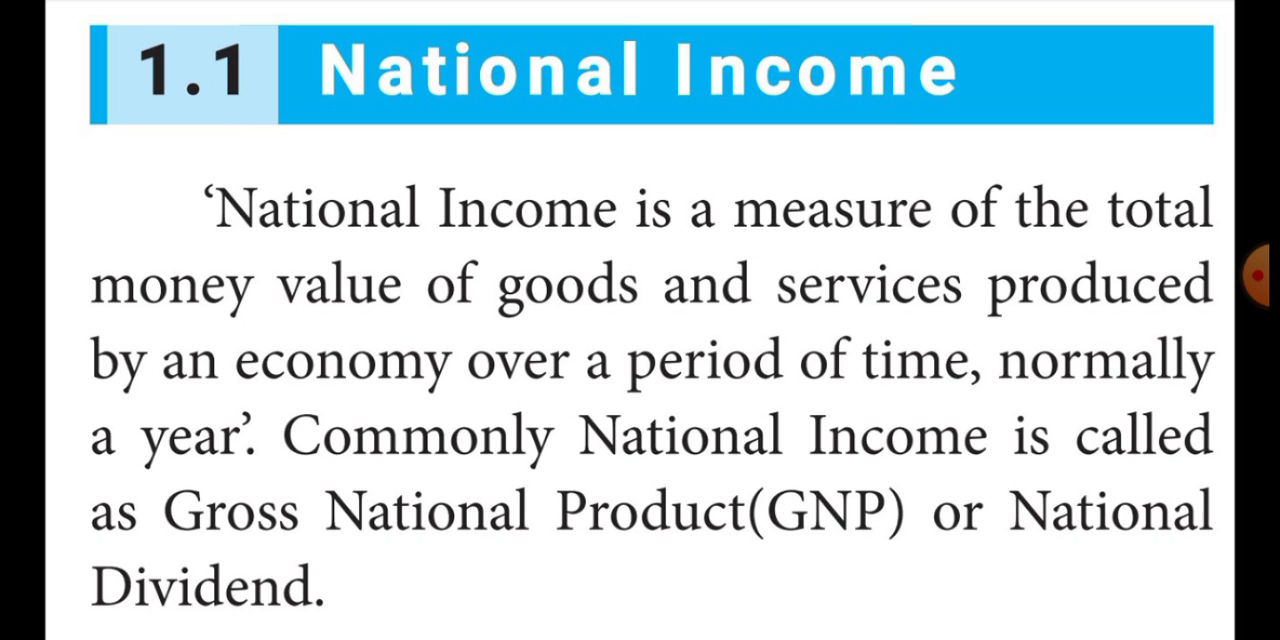 1.1 National Income
‘National Income is a measure of the total
money value of goods and services produced
by an economy over a period of time, normally
a year’. Commonly National Income is called
as Gross National Product(GNP) or National
Dividend.